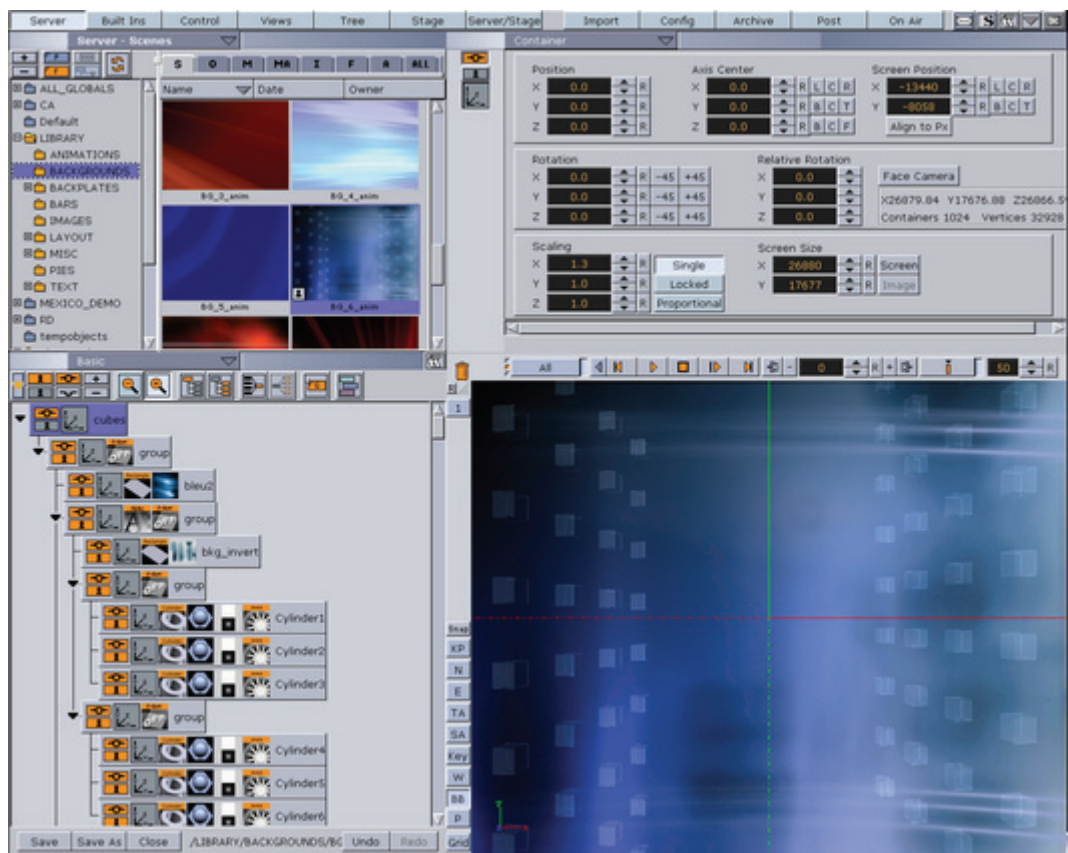 Server Built Ins Control Views Tree Stage Server/Stage Import Config Archive Post On Air
Server - Scenes
S O M MA I F A ALL
Name Date Owner
ALL_GLOBALS
CA
Default
LIBRARY
ANIMATIONS
BACKGROUNDS
BACKPLATES
BARS
IMAGES
LAYOUT
MISC
PIES
TEXT
MEXICO_DEMO
RD
tempobjects
BG_3_anim BG_4_anim
BG_5_anim BG_6_anim
Container
Position Axis Center Screen Position
X 0.0 R X 0.0 R L C R X -13440 R L C R
Y 0.0 R Y 0.0 R B C T Y -8058 R B C T
Z 0.0 R Z 0.0 R B C F Align to Px
Rotation Relative Rotation
X 0.0 R -45 +45 X 0.0 Face Camera
Y 0.0 R -45 +45 Y 0.0 X26879.84 Y17676.88 Z26866.5
Z 0.0 R -45 +45 Z 0.0 Containers 1024 Vertices 32928
Scaling Screen Size
X 1.3 R Single X 26880 R Screen
Y 1.0 R Locked Y 17677 R Image
Z 1.0 R Proportional
Basic
All 0 R 50 R
R
1
cubes
group
bleu2
group
bkg_invert
group
Cylinder1
Cylinder2
Cylinder3
group
Cylinder4
Cylinder5
Cylinder6
Snap
KP
N
E
TA
SA
Key
W
BB
P
Grid
Save Save As Close /LIBRARY/BACKGROUNDS/BG Undo Redo